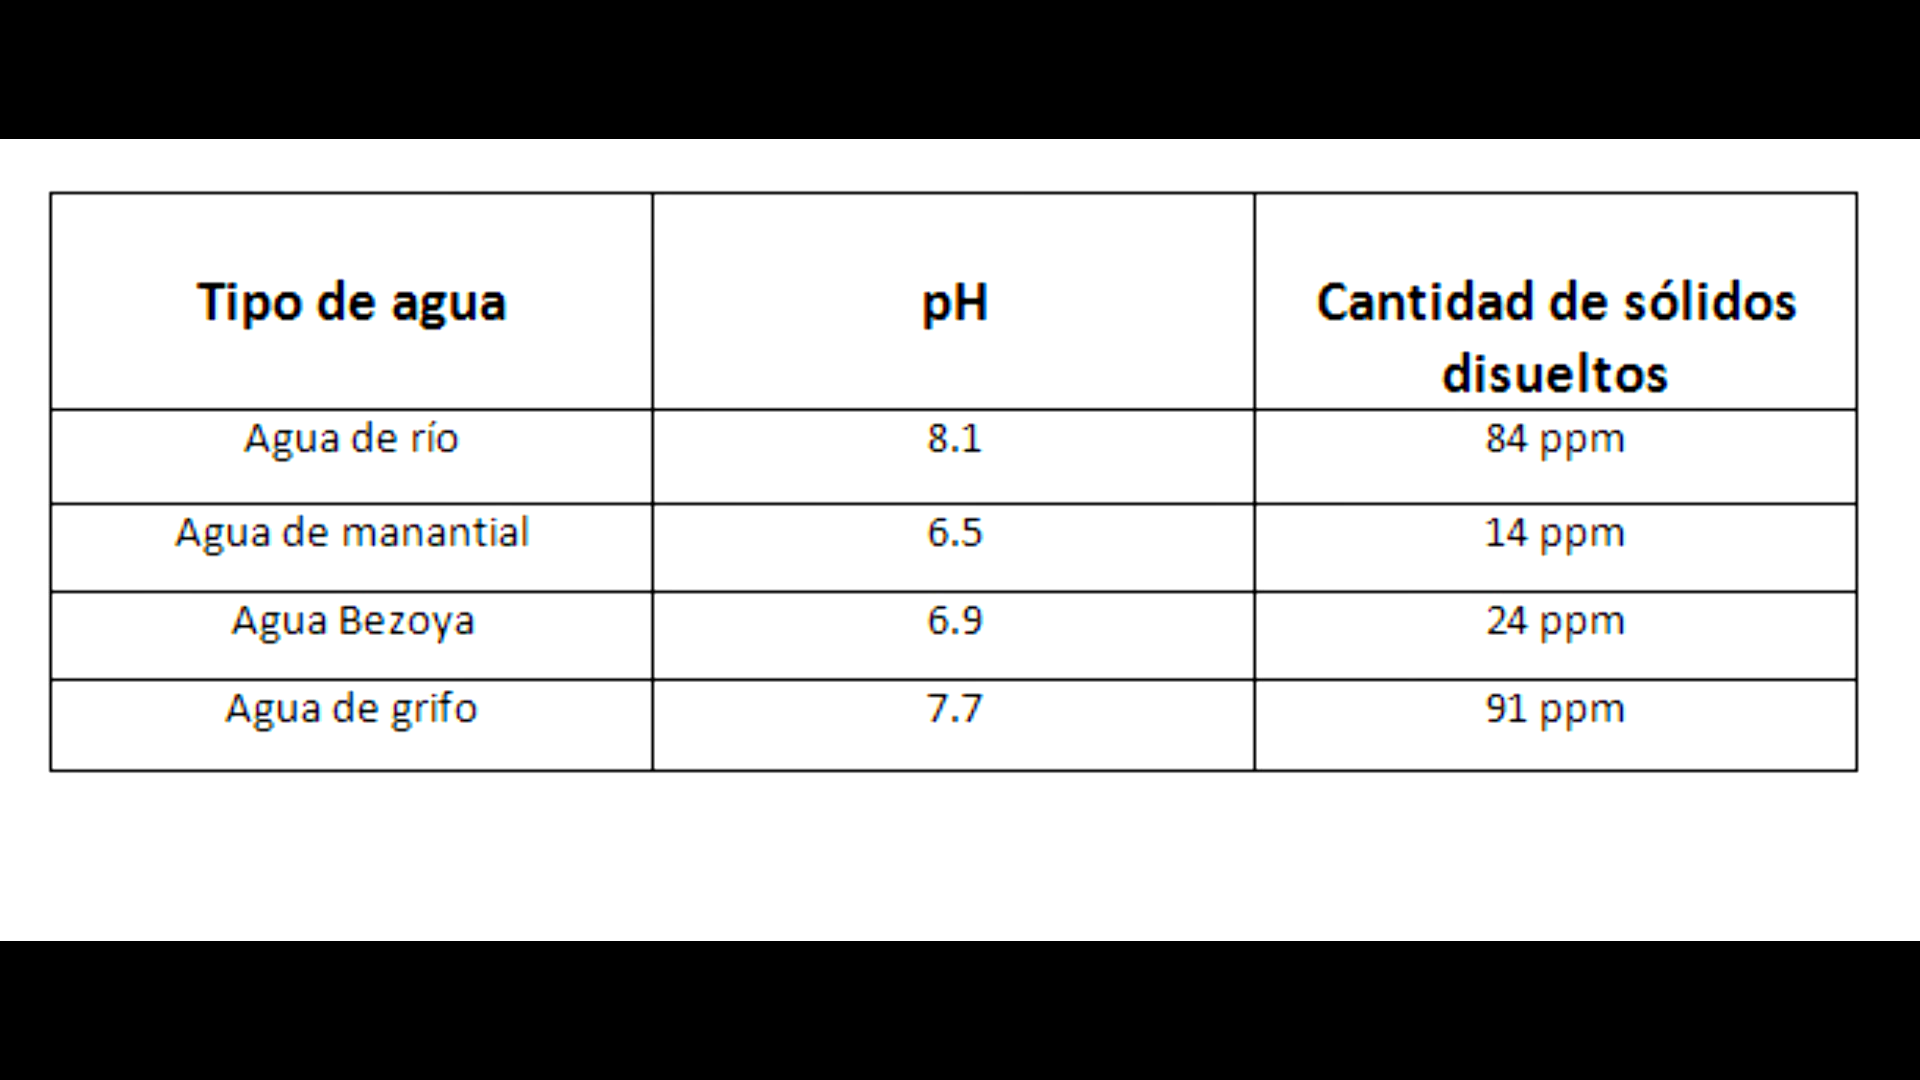 Tipo de agua
pH
Cantidad de sólidos
disueltos
Agua de río
8.1
84 ppm
Agua de manantial
6.5
14 ppm
Agua Bezoya
6.9
24 ppm
Agua de grifo
7.7
91 ppm